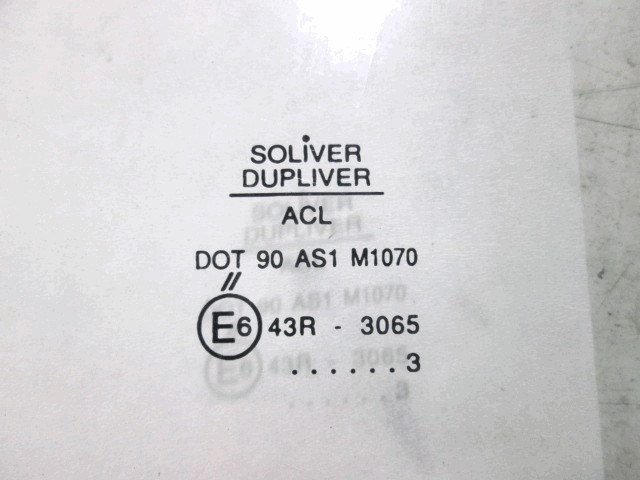 SOLIVER
DUPLIVER
ACL
DOT 90 AS1 M1070
//
E6 43R - 3065
. . . . . . 3